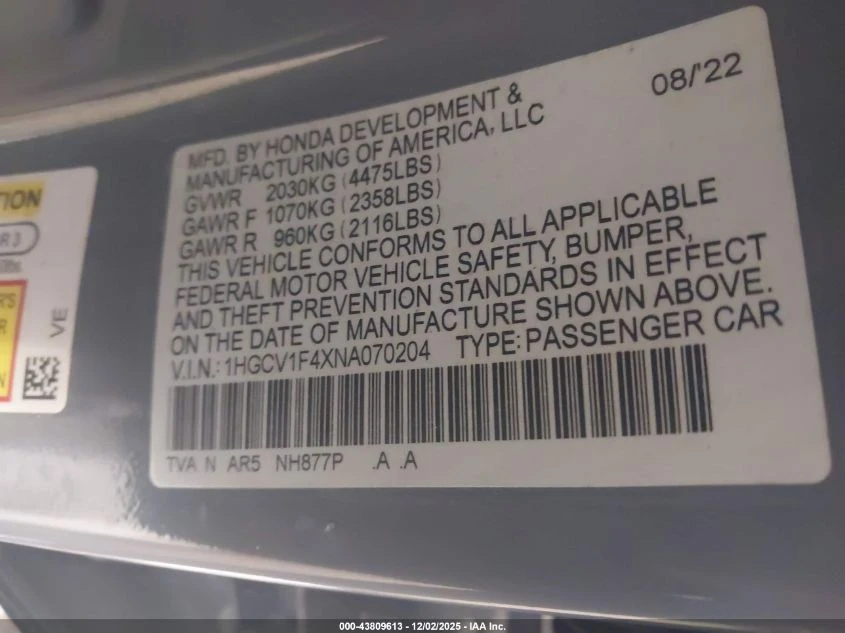 08/'22
MFD. BY HONDA DEVELOPMENT &
MANUFACTURING OF AMERICA, LLC
GVWR 2030KG (4475LBS)
GAWR F 1070KG (2358LBS)
GAWR R 960KG (2116LBS)
THIS VEHICLE CONFORMS TO ALL APPLICABLE
FEDERAL MOTOR VEHICLE SAFETY, BUMPER,
AND THEFT PREVENTION STANDARDS IN EFFECT
ON THE DATE OF MANUFACTURE SHOWN ABOVE.
V.I.N.: 1HGCV1F4XNA070204 TYPE: PASSENGER CAR
TVA N AR5 NH877P .A .A
VE
000-43809613 - 12/02/2025 - IAA Inc.